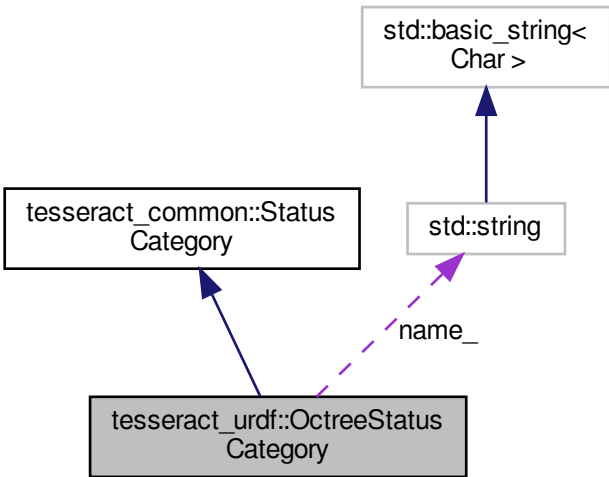 std::basic_string<
Char >
tesseract_common::Status
Category
std::string
name_
tesseract_urdf::OctreeStatus
Category